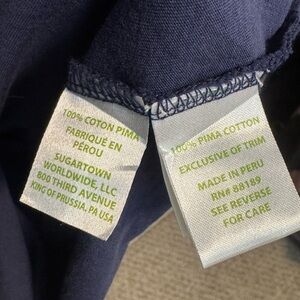 100% COTON PIMA
FABRIQUÉ EN
PÉROU
SUGARTOWN
WORLDWIDE, LLC
800 THIRD AVENUE
KING OF PRUSSIA, PA USA
100% PIMA COTTON
EXCLUSIVE OF TRIM
MADE IN PERU
RN# 88189
SEE REVERSE
FOR CARE